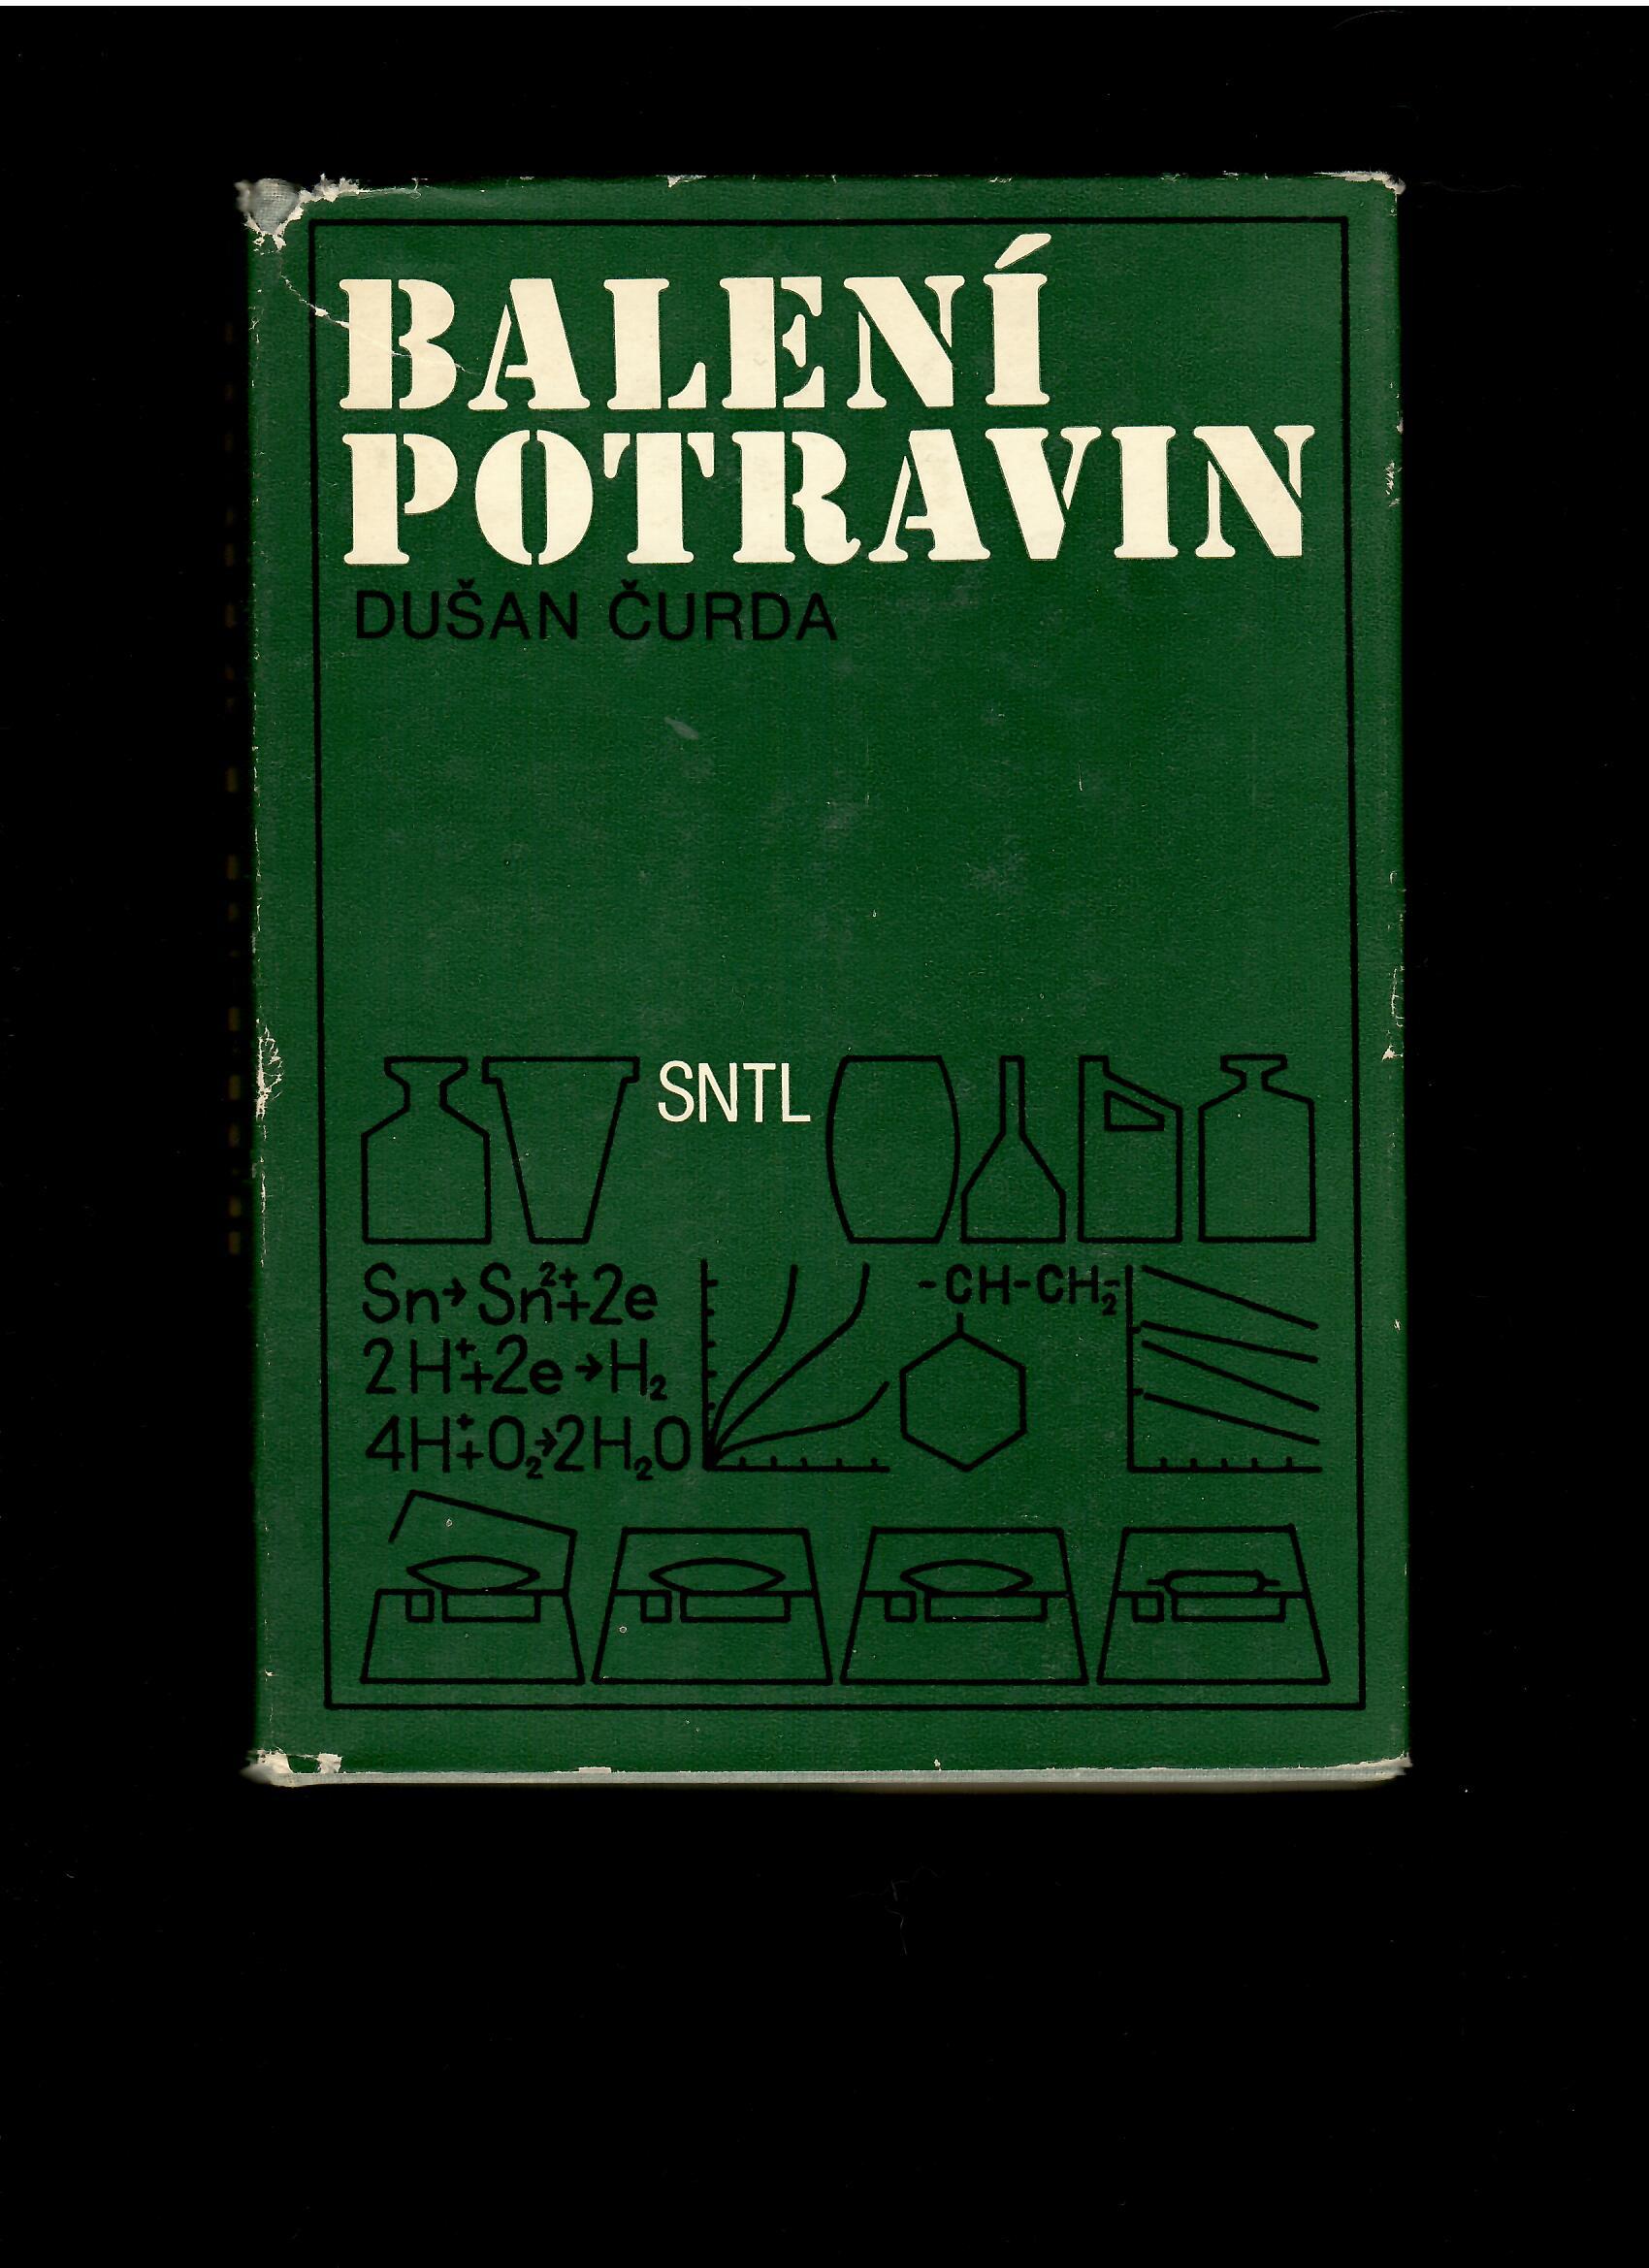 BALENÍ
POTRAVIN
DUŠAN ČURDA
SNTL
Sn→Sn²⁺+2e
2H⁺+2e→H₂
4H⁺+O₂→2H₂O
-CH-CH₂-